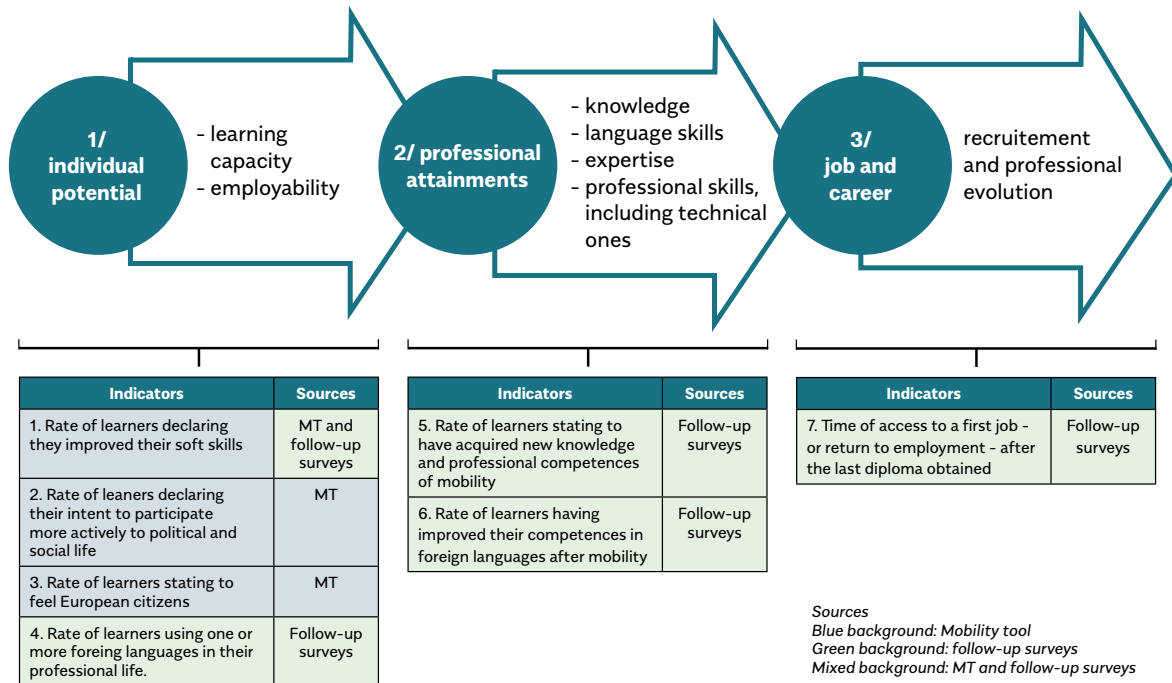 1/
individual
potential
- learning
capacity
- employability
2/ professional
attainments
- knowledge
- language skills
- expertise
- professional skills,
including technical
ones
3/
job and
career
recruitement
and professional
evolution
Indicators
Sources
1. Rate of learners declaring
they improved their soft skills
MT and
follow-up
surveys
2. Rate of leaners declaring
their intent to participate
more actively to political and
social life
MT
3. Rate of learners stating to
feel European citizens
MT
4. Rate of learners using one or
more foreing languages in their
professional life.
Follow-up
surveys
Indicators
Sources
5. Rate of learners stating to
have acquired new knowledge
and professional competences
of mobility
Follow-up
surveys
6. Rate of learners having
improved their competences in
foreign languages after mobility
Follow-up
surveys
Indicators
Sources
7. Time of access to a first job -
or return to employment - after
the last diploma obtained
Follow-up
surveys
Sources
Blue background: Mobility tool
Green background: follow-up surveys
Mixed background: MT and follow-up surveys